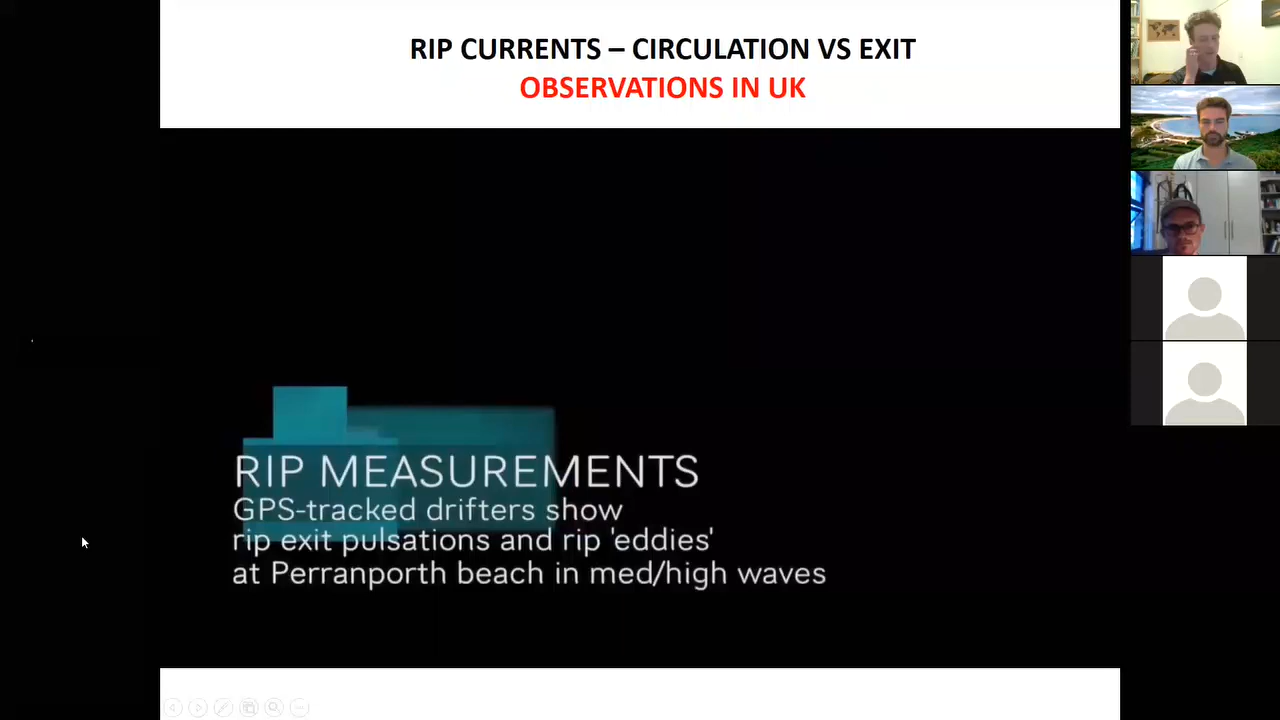 RIP CURRENTS – CIRCULATION VS EXIT
OBSERVATIONS IN UK
RIP MEASUREMENTS
GPS-tracked drifters show
rip exit pulsations and rip 'eddies'
at Perranporth beach in med/high waves